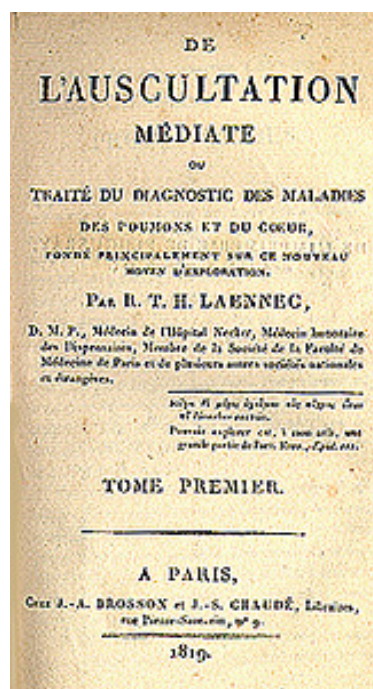 DE
L'AUSCULTATION
MÉDIATE
OU
TRAITÉ DU DIAGNOSTIC DES MALADIES
DES POUMONS ET DU COEUR,
FONDÉ PRINCIPALEMENT SUR CE NOUVEAU
MOYEN D'EXPLORATION.
PAR R. T. H. LAENNEC,
D. M. P., Médecin de l'Hôpital Necker, Médecin honoraire
des Dispensaires, Membre de la Société de la Faculté de
Médecine de Paris et de plusieurs autres sociétés nationales
et étrangères.
Pouvoir explorer est, à mon avis, une
grande partie de l'art. Epid.
TOME PREMIER.
A PARIS,
CHEZ J.-A. BROSSON et J.-S. CHAUDÉ, Libraires,
rue Pierre-Sarrazin, nº 9.
1819.